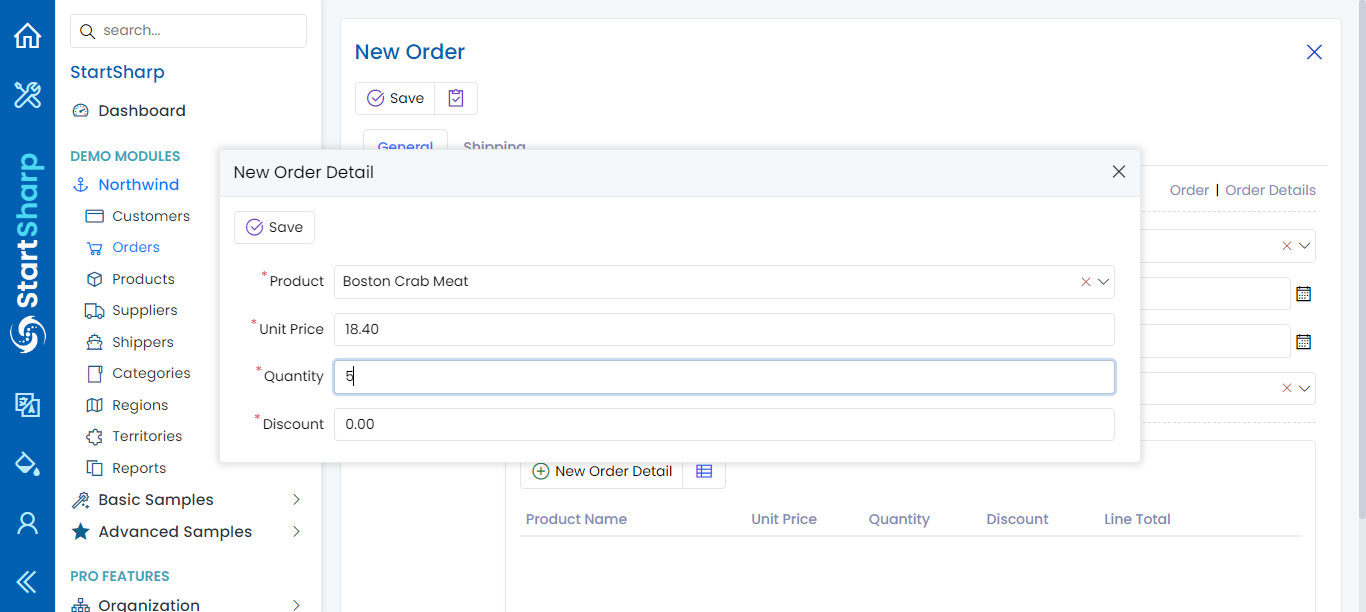 search...
StartSharp
Dashboard
DEMO MODULES
Northwind
Customers
Orders
Products
Suppliers
Shippers
Categories
Regions
Territories
Reports
Basic Samples
Advanced Samples
PRO FEATURES
Organization
StartSharp
New Order
Save
General
Shipping
Order | Order Details
New Order Detail
Save
*Product
Boston Crab Meat
*Unit Price
18.40
*Quantity
5
*Discount
0.00
New Order Detail
Product Name Unit Price Quantity Discount Line Total